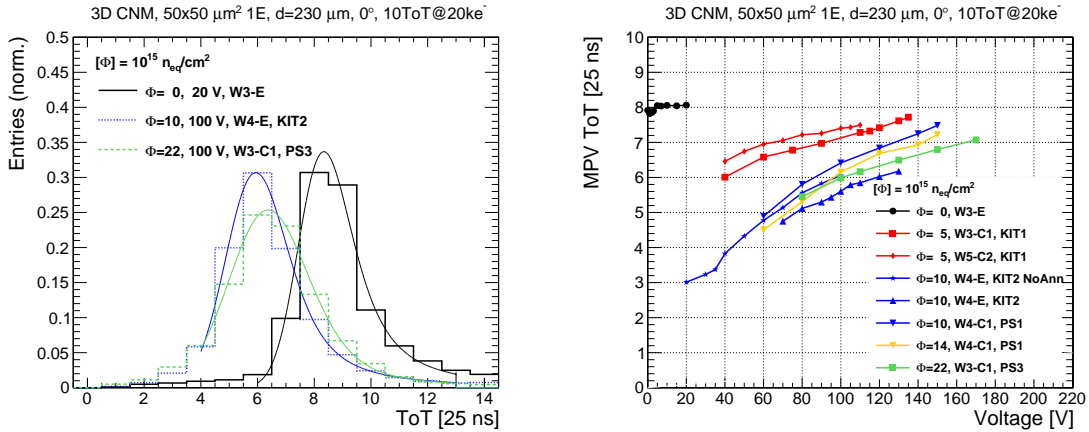 3D CNM, 50x50 μm² 1E, d=230 μm, 0°, 10ToT@20ke⁻
Entries (norm.)
0.5
0.45
0.4
0.35
0.3
0.25
0.2
0.15
0.1
0.05
0
[Φ] = 10¹⁵ n_eq/cm²
Φ= 0, 20 V, W3-E
Φ=10, 100 V, W4-E, KIT2
Φ=22, 100 V, W3-C1, PS3
0 2 4 6 8 10 12 14
ToT [25 ns]
3D CNM, 50x50 μm² 1E, d=230 μm, 0°, 10ToT@20ke⁻
MPV ToT [25 ns]
10
9
8
7
6
5
4
3
2
1
0
[Φ] = 10¹⁵ n_eq/cm²
Φ= 0, W3-E
Φ= 5, W3-C1, KIT1
Φ= 5, W5-C2, KIT1
Φ=10, W4-E, KIT2 NoAnn
Φ=10, W4-E, KIT2
Φ=10, W4-C1, PS1
Φ=14, W4-C1, PS1
Φ=22, W3-C1, PS3
0 20 40 60 80 100 120 140 160 180 200 220
Voltage [V]